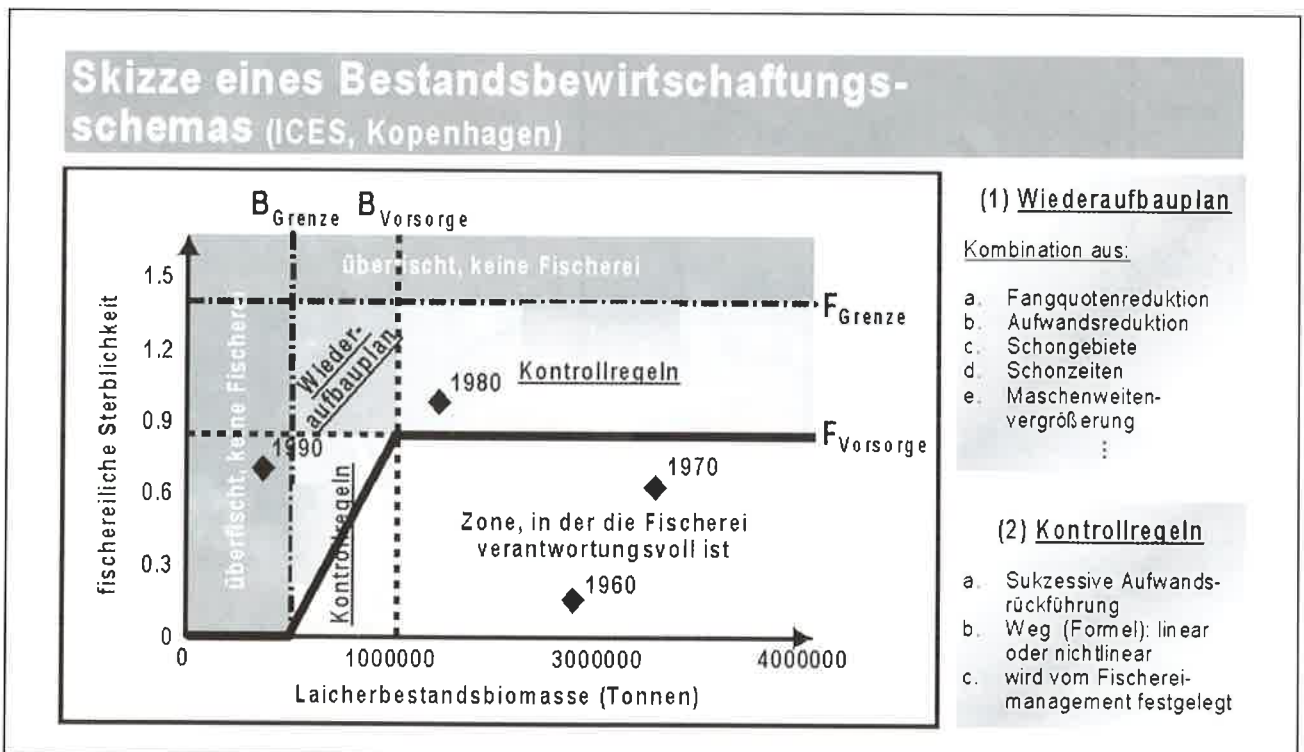 Skizze eines Bestandsbewirtschaftungs-
schemas (ICES, Kopenhagen)
B Grenze
B Vorsorge
1.5
1.2
0.9
0.6
0.3
0
fischereiliche Sterblichkeit
überfischt, keine Fischerei
überfischt, keine Fischerei
F Grenze
Wieder-
aufbauplan
Kontrollregeln
1980
1990
F Vorsorge
Kontrollregeln
1970
Zone, in der die Fischerei
verantwortungsvoll ist
1960
0
1000000
3000000
4000000
Laicherbestandsbiomasse (Tonnen)
(1) Wiederaufbauplan
Kombination aus:
a. Fangquotenreduktion
b. Aufwandsreduktion
c. Schongebiete
d. Schonzeiten
e. Maschenweiten-
vergrößerung
⋮
(2) Kontrollregeln
a. Sukzessive Aufwands-
rückführung
b. Weg (Formel): linear
oder nichtlinear
c. wird vom Fischerei-
management festgelegt